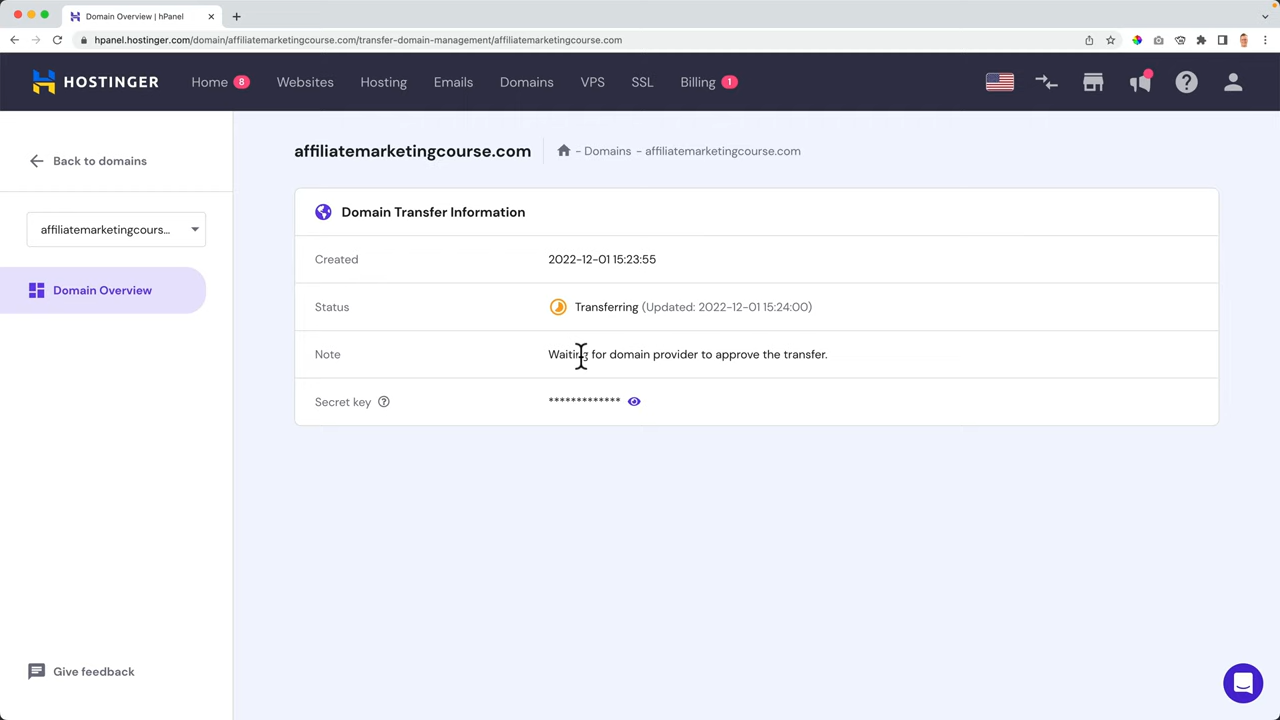 Domain Overview | hPanel
hpanel.hostinger.com/domain/affiliatemarketingcourse.com/transfer-domain-management/affiliatemarketingcourse.com
HOSTINGER
Home 8 Websites Hosting Emails Domains VPS SSL Billing 1
Back to domains
affiliatemarketingcours...
Domain Overview
affiliatemarketingcourse.com
- Domains - affiliatemarketingcourse.com
Domain Transfer Information
Created 2022-12-01 15:23:55
Status Transferring (Updated: 2022-12-01 15:24:00)
Note Waiting for domain provider to approve the transfer.
Secret key ? *************
Give feedback